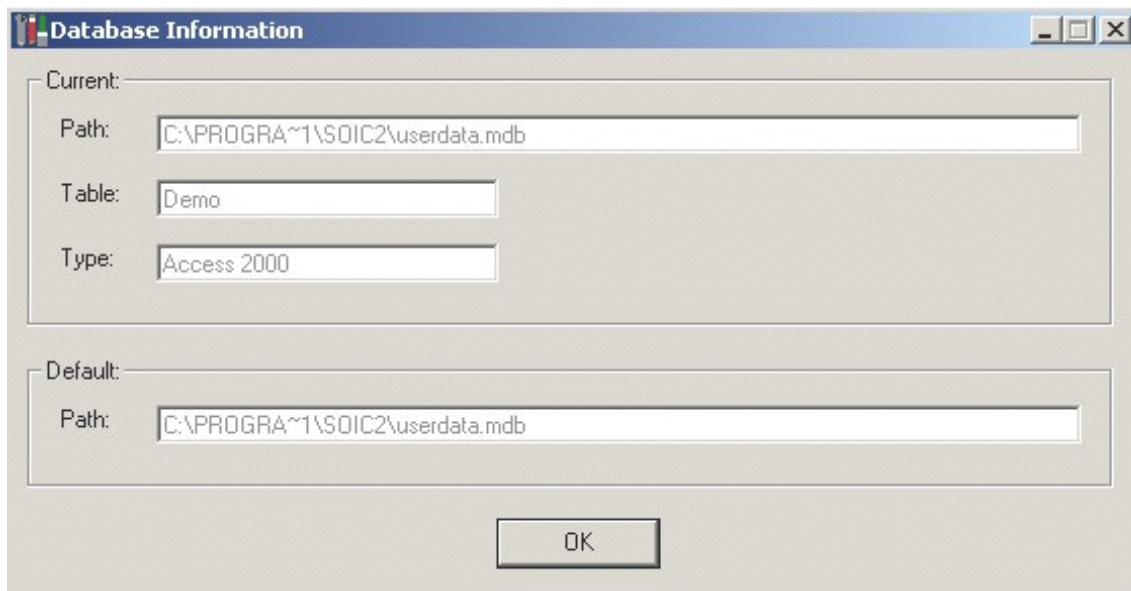 Database Information
Current:
Path: C:\PROGRA~1\SOIC2\userdata.mdb
Table: Demo
Type: Access 2000
Default:
Path: C:\PROGRA~1\SOIC2\userdata.mdb
OK